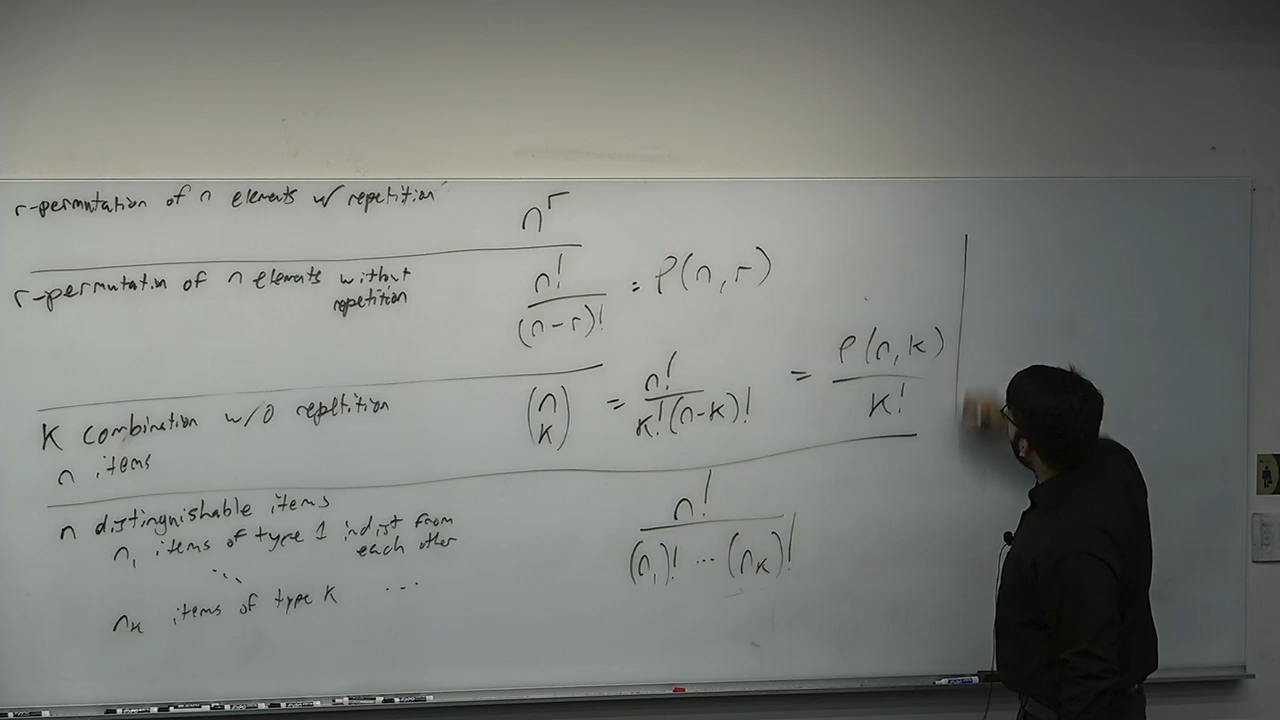 r-permutation of n elements w/ repetition
n^r
r-permutation of n elements without
repetition
n!/(n-r)! = P(n,r)
K combination w/o repetition
n items
(n K) = n!/K!(n-K)! = P(n,K)/K!
n distinguishable items
n₁ items of type 1 indist from
each other
...
n_K items of type K ...
n!/(n₁)! ... (n_K)!